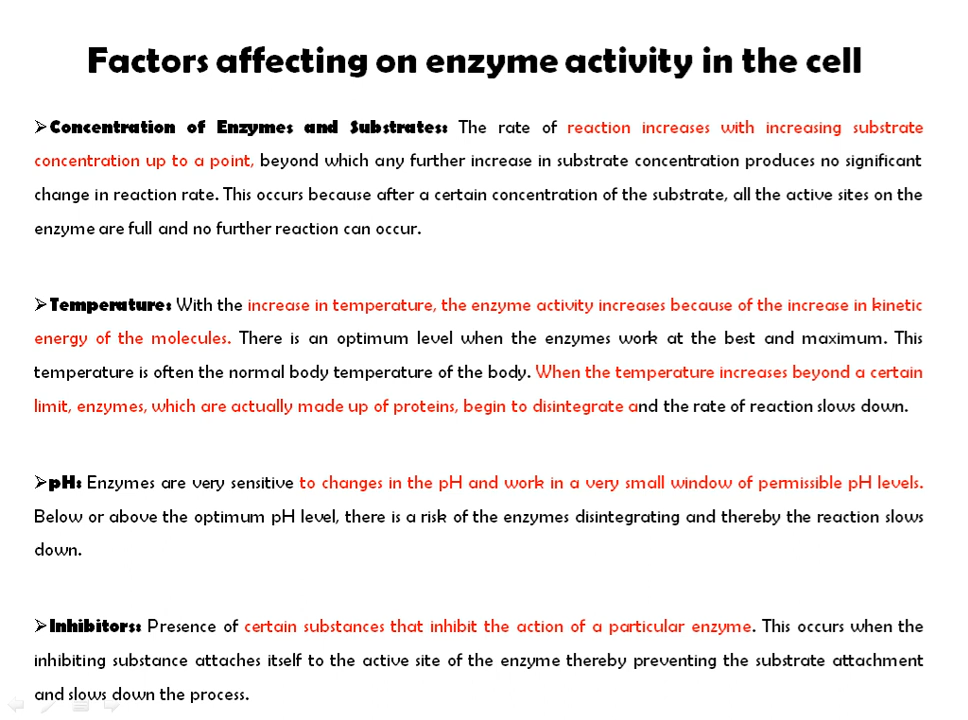 Factors affecting on enzyme activity in the cell
➢Concentration of Enzymes and Substrates: The rate of reaction increases with increasing substrate
concentration up to a point, beyond which any further increase in substrate concentration produces no significant
change in reaction rate. This occurs because after a certain concentration of the substrate, all the active sites on the
enzyme are full and no further reaction can occur.
➢Temperature: With the increase in temperature, the enzyme activity increases because of the increase in kinetic
energy of the molecules. There is an optimum level when the enzymes work at the best and maximum. This
temperature is often the normal body temperature of the body. When the temperature increases beyond a certain
limit, enzymes, which are actually made up of proteins, begin to disintegrate and the rate of reaction slows down.
➢pH: Enzymes are very sensitive to changes in the pH and work in a very small window of permissible pH levels.
Below or above the optimum pH level, there is a risk of the enzymes disintegrating and thereby the reaction slows
down.
➢Inhibitors: Presence of certain substances that inhibit the action of a particular enzyme. This occurs when the
inhibiting substance attaches itself to the active site of the enzyme thereby preventing the substrate attachment
and slows down the process.